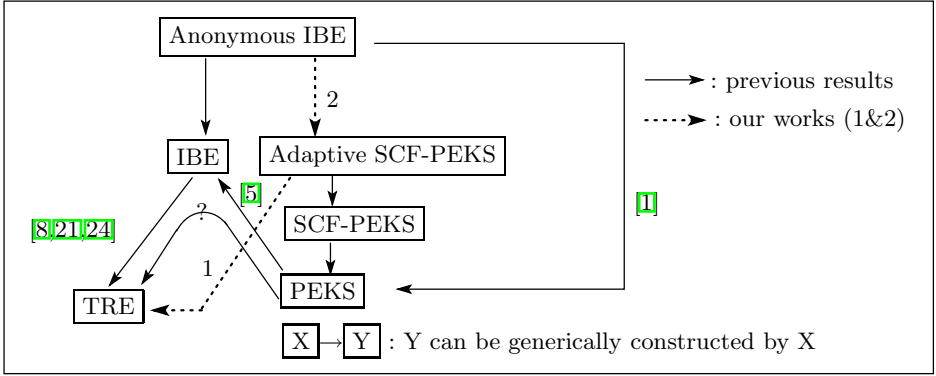 Anonymous IBE
: previous results
2
: our works (1&2)
IBE
Adaptive SCF-PEKS
[5]
[1]
?
SCF-PEKS
[8,21,24]
1
PEKS
TRE
X → Y : Y can be generically constructed by X